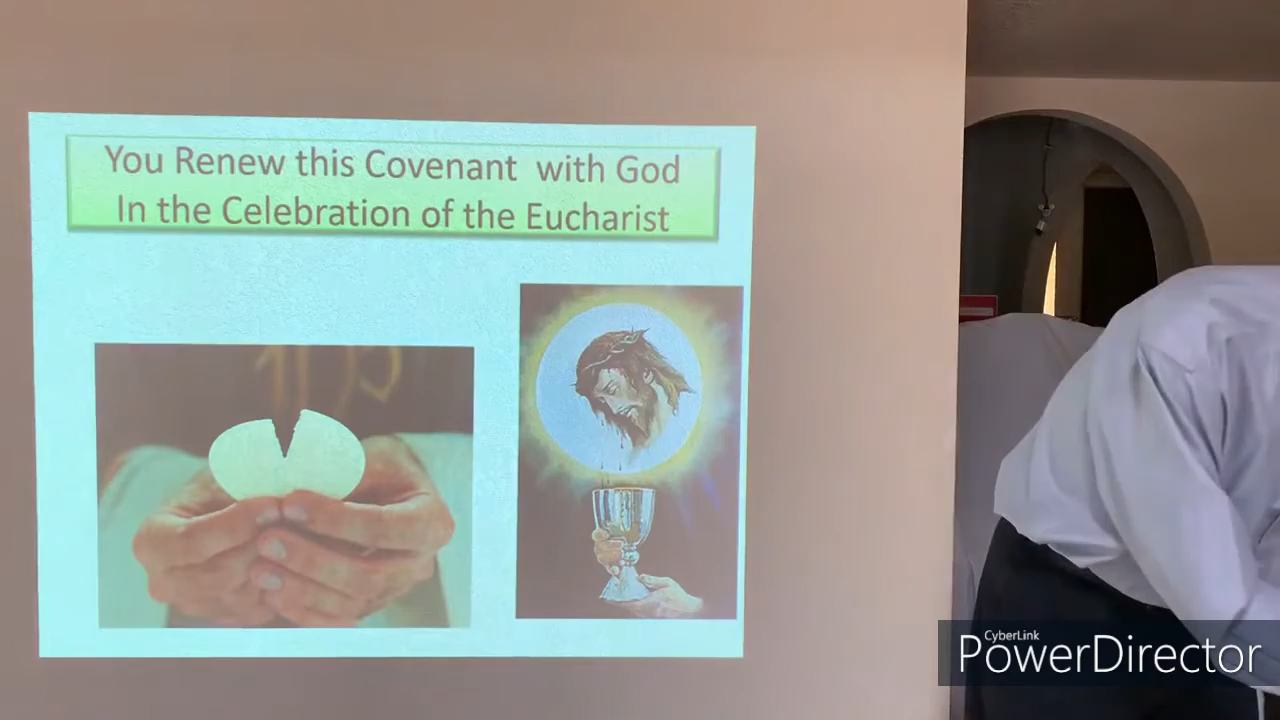 You Renew this Covenant with God
In the Celebration of the Eucharist
CyberLink
PowerDirector